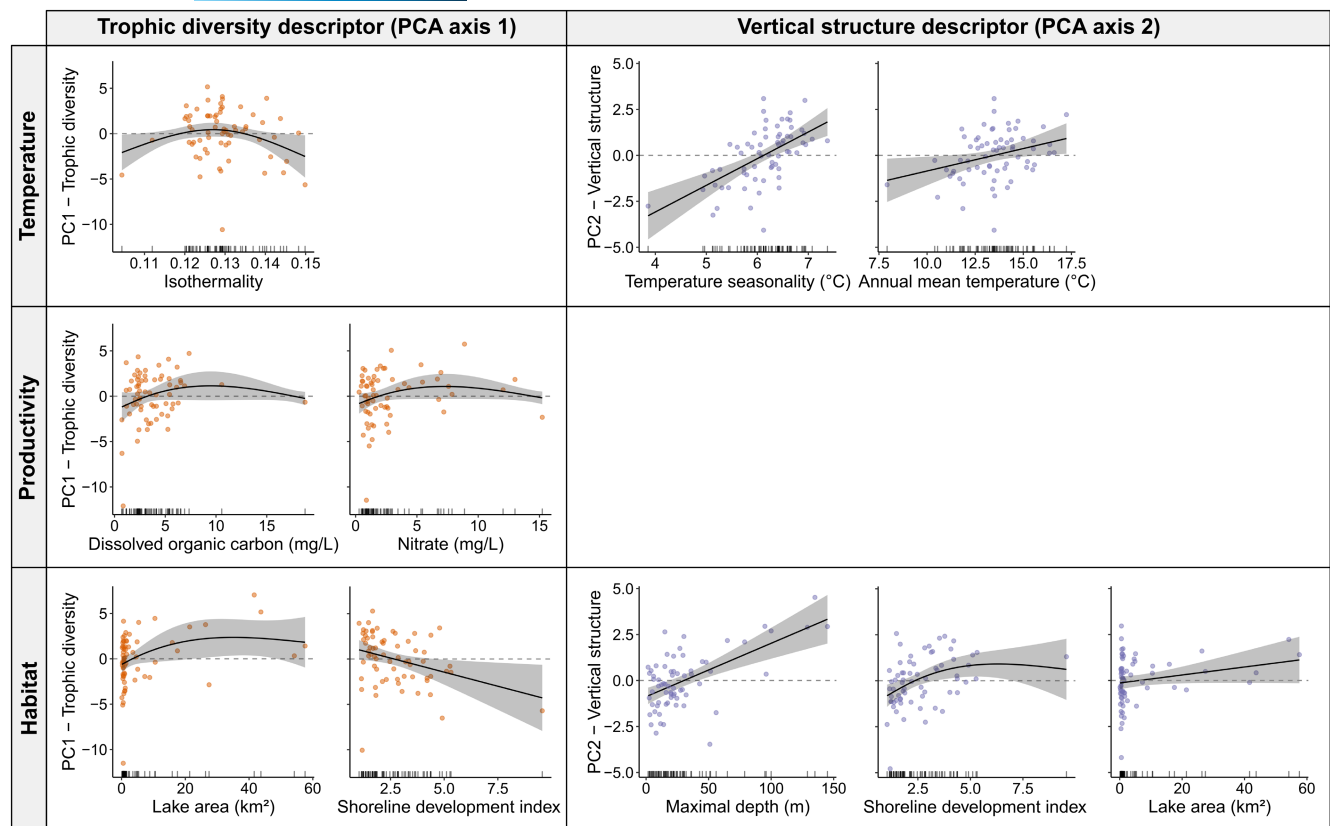 Trophic diversity descriptor (PCA axis 1)
Vertical structure descriptor (PCA axis 2)
Temperature
PC1 − Trophic diversity
5
0
−5
−10
0.11 0.12 0.13 0.14 0.15
Isothermality
PC2 − Vertical structure
5.0
2.5
0.0
−2.5
−5.0
4 5 6 7
Temperature seasonality (°C)
7.5 10.0 12.5 15.0 17.5
Annual mean temperature (°C)
Productivity
PC1 − Trophic diversity
5
0
−5
−10
0 5 10 15
Dissolved organic carbon (mg/L)
0 5 10 15
Nitrate (mg/L)
Habitat
PC1 − Trophic diversity
5
0
−5
−10
0 20 40 60
Lake area (km²)
2.5 5.0 7.5
Shoreline development index
PC2 − Vertical structure
5.0
2.5
0.0
−2.5
−5.0
0 50 100 150
Maximal depth (m)
2.5 5.0 7.5
Shoreline development index
0 20 40 60
Lake area (km²)